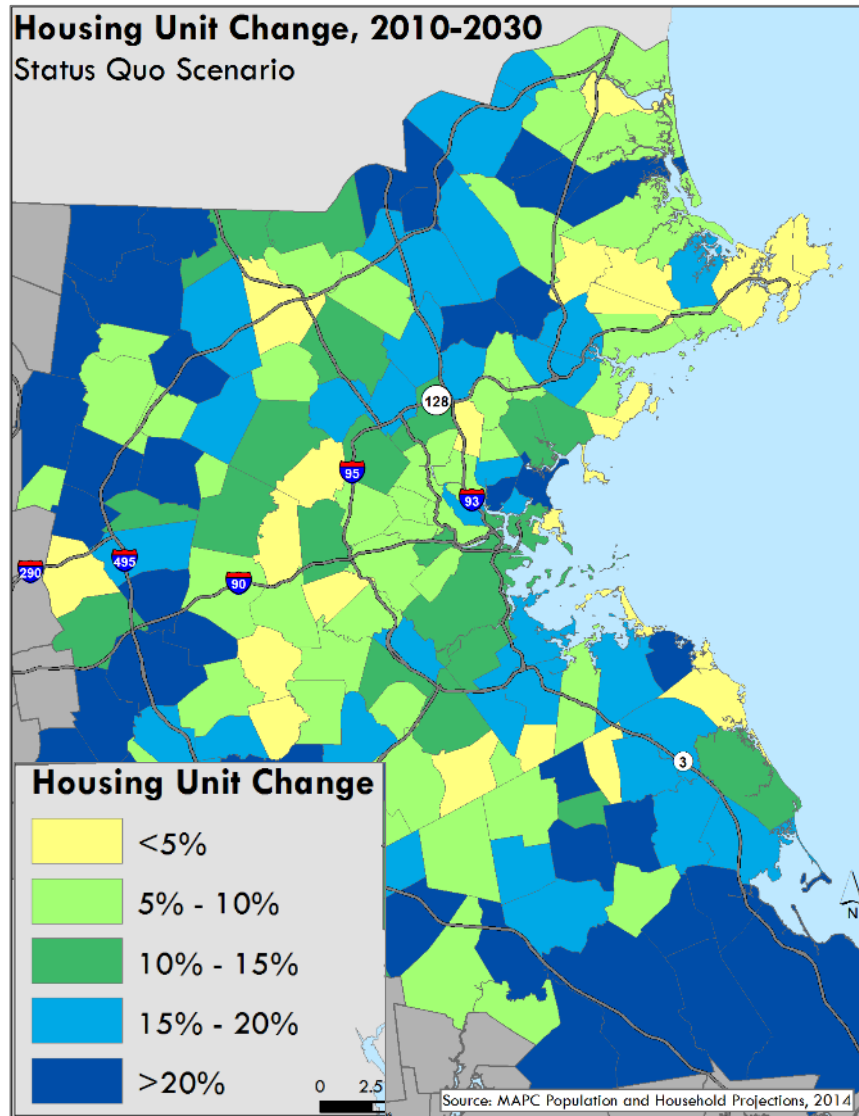 Housing Unit Change, 2010-2030
Status Quo Scenario
128
95
93
290
495
90
3
Housing Unit Change
<5%
5% - 10%
10% - 15%
15% - 20%
>20%
N
0 2.5
Source: MAPC Population and Household Projections, 2014